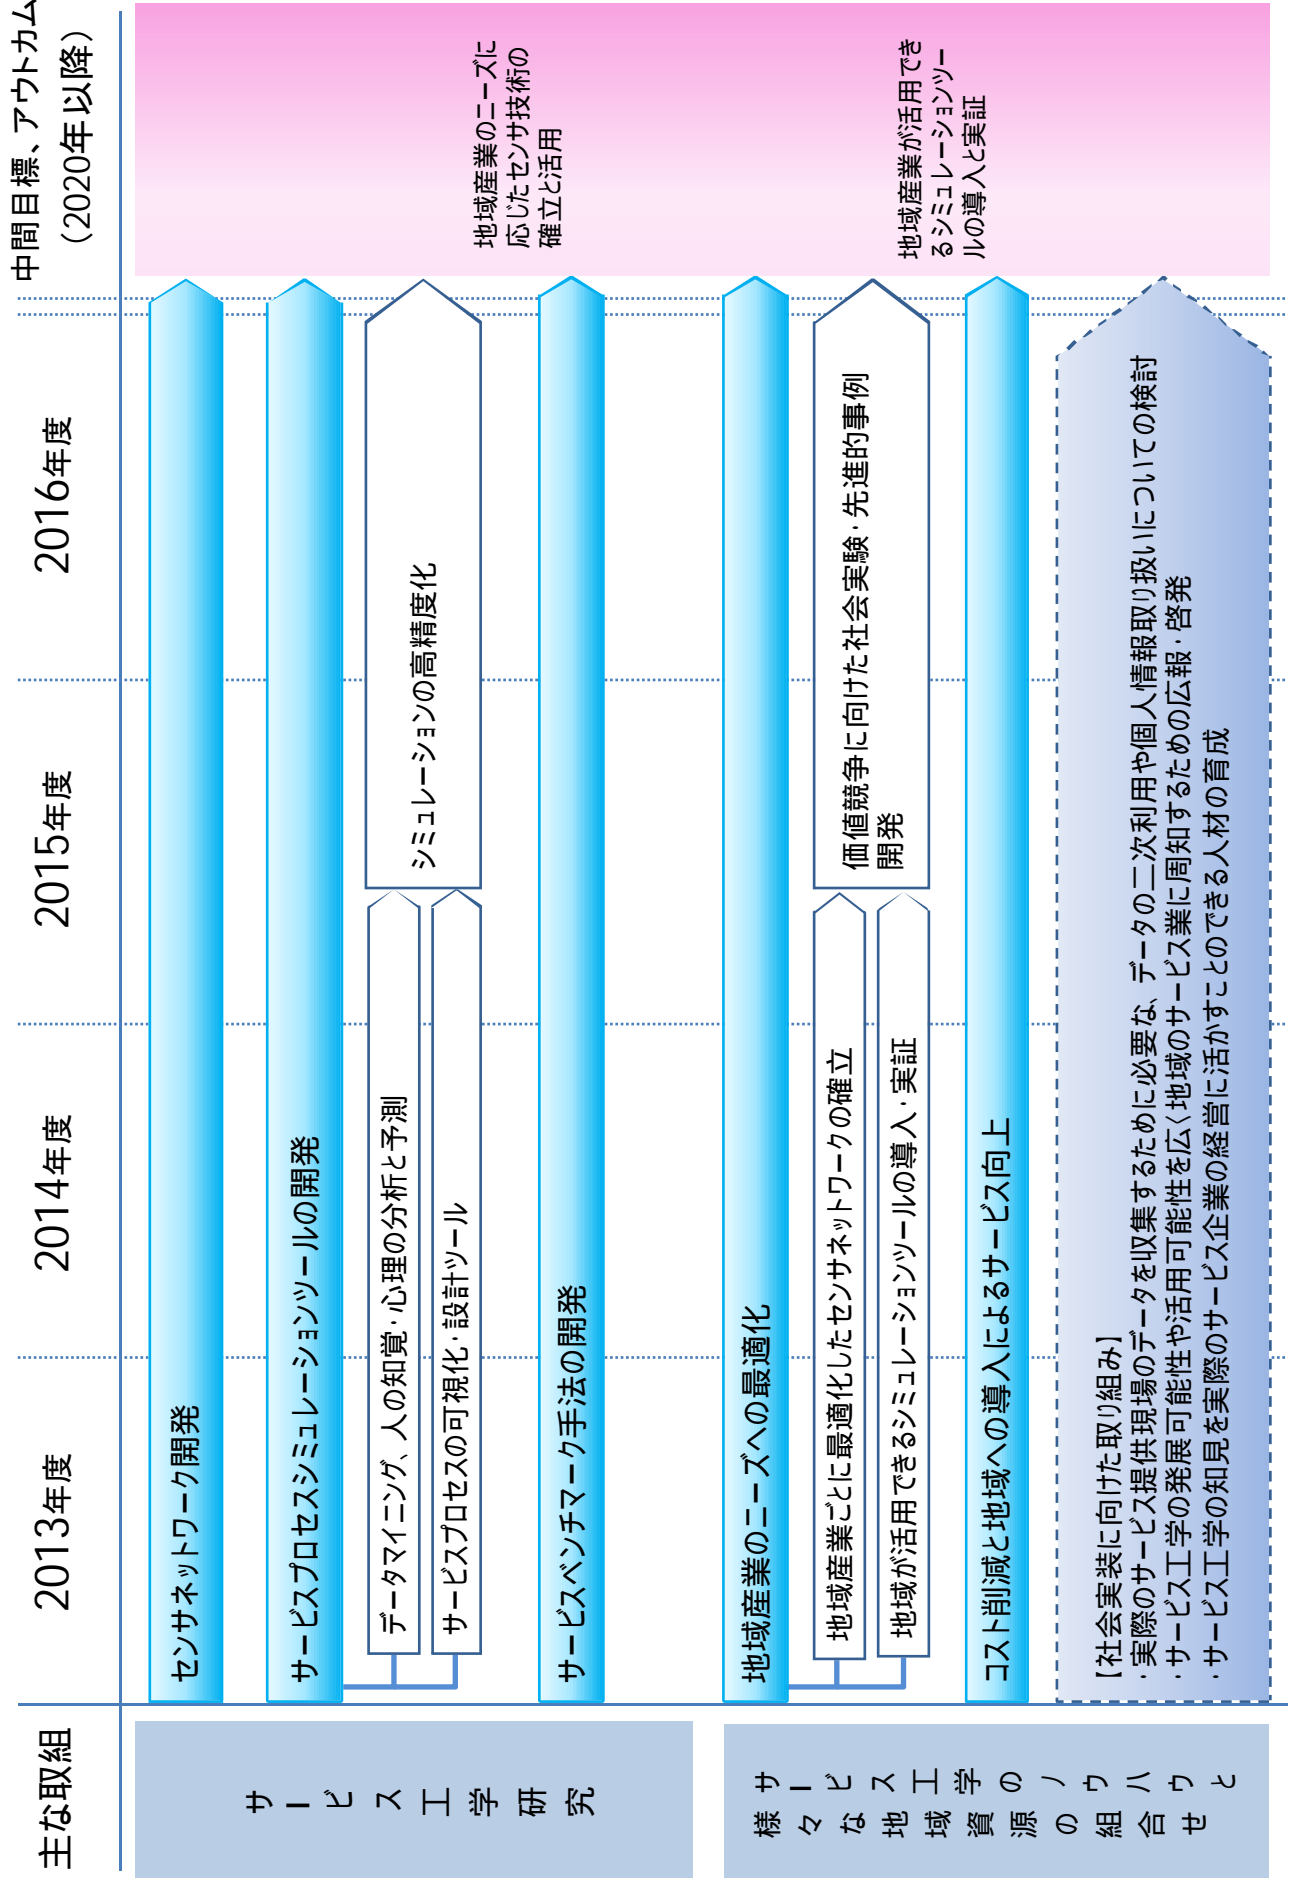 主な取組
2013年度
2014年度
2015年度
2016年度
中間目標、アウトカム
（2020年以降）
サービス工学研究
センサネットワーク開発
サービスプロセスシミュレーションツールの開発
データマイニング、人の知覚・心理の分析と予測
サービスプロセスの可視化・設計ツール
シミュレーションの高精度化
サービスベンチマーク手法の開発
地域産業のニーズに
応じたセンサ技術の
確立と活用
サービス工学のノウハウと
様々な地域資源の組合せ
地域産業のニーズへの最適化
地域産業ごとに最適化したセンサネットワークの確立
地域が活用できるシミュレーションツールの導入・実証
価値競争に向けた社会実験・先進的事例
開発
コスト削減と地域への導入によるサービス向上
地域産業が活用でき
るシミュレーションツー
ルの導入と実証
【社会実装に向けた取り組み】
・実際のサービス提供現場のデータを収集するために必要な、データの二次利用や個人情報取り扱いについての検討
・サービス工学の発展可能性や活用可能性を広く地域のサービス業に周知するための広報・啓発
・サービス工学の知見を実際のサービス企業の経営に活かすことのできる人材の育成